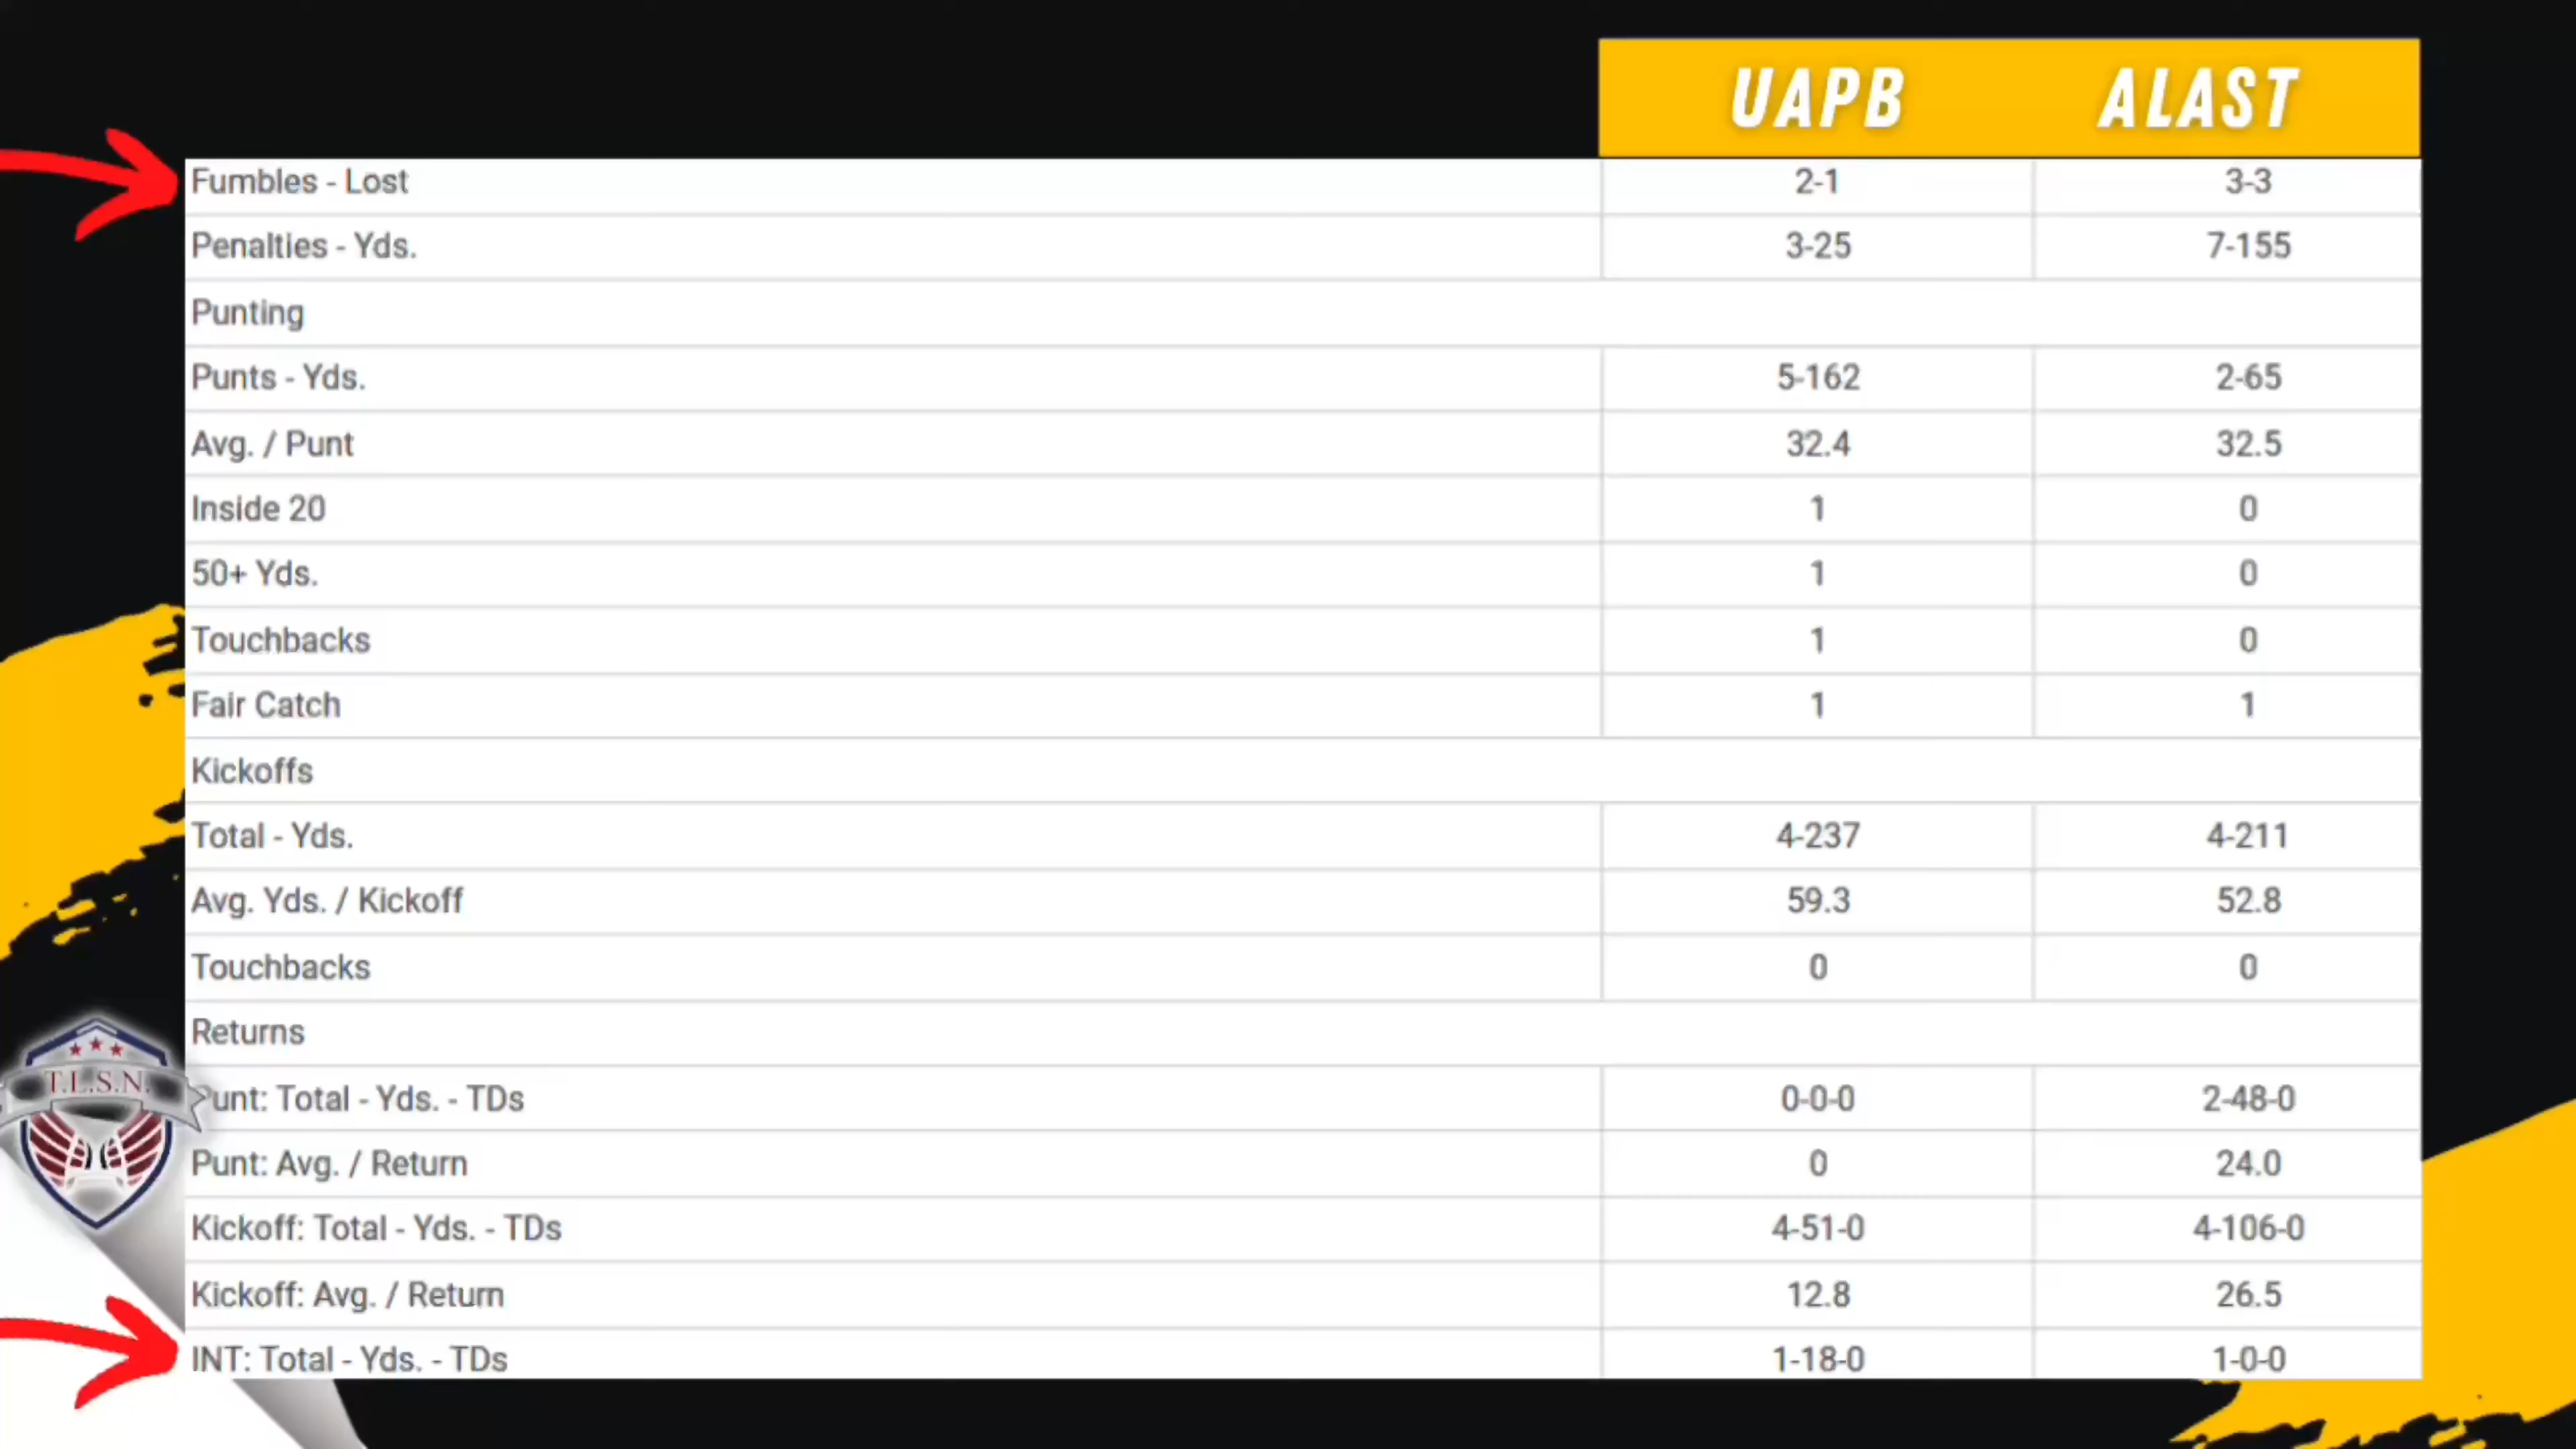 UAPB ALAST
Fumbles - Lost 2-1 3-3
Penalties - Yds. 3-25 7-155
Punting
Punts - Yds. 5-162 2-65
Avg. / Punt 32.4 32.5
Inside 20 1 0
50+ Yds. 1 0
Touchbacks 1 0
Fair Catch 1 1
Kickoffs
Total - Yds. 4-237 4-211
Avg. Yds. / Kickoff 59.3 52.8
Touchbacks 0 0
Returns
T.L.S.N.
Punt: Total - Yds. - TDs 0-0-0 2-48-0
Punt: Avg. / Return 0 24.0
Kickoff: Total - Yds. - TDs 4-51-0 4-106-0
Kickoff: Avg. / Return 12.8 26.5
INT: Total - Yds. - TDs 1-18-0 1-0-0